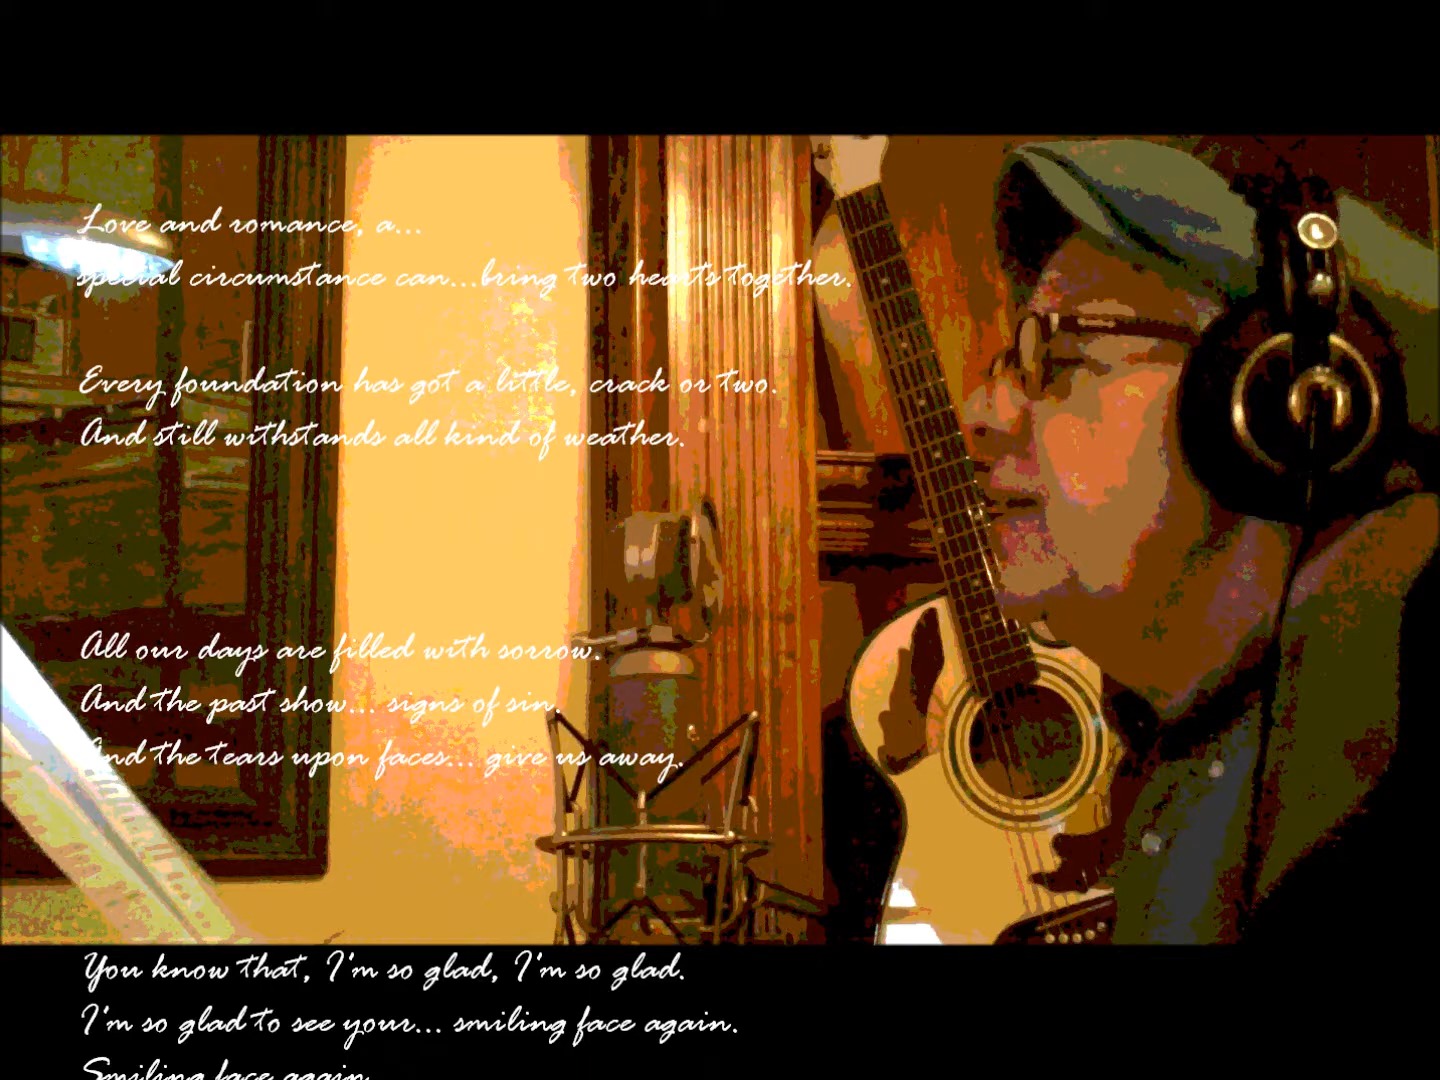 Love and romance, a...
special circumstance can...bring two hearts together.
Every foundation has got a little, crack or two.
And still withstands all kind of weather.
All our days are filled with sorrow.
And the past show... signs of sin.
And the tears upon faces... give us away.
You know that, I'm so glad, I'm so glad.
I'm so glad to see your... smiling face again.
Smiling face again